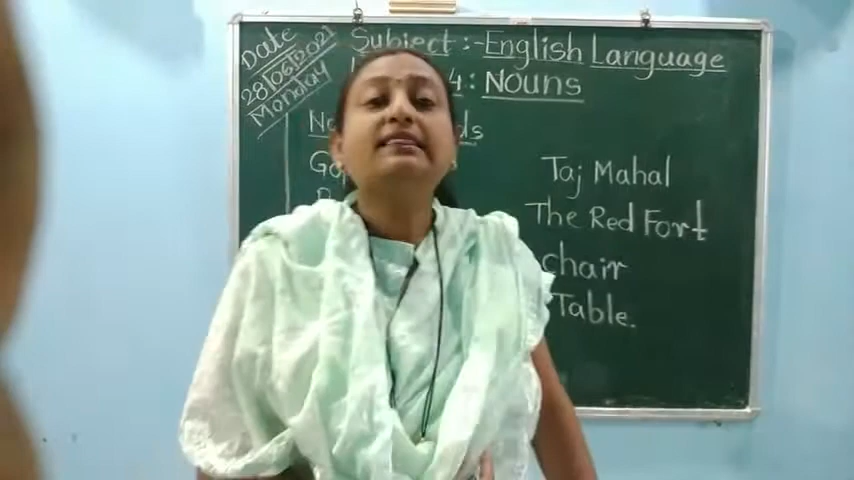 Date
28/06/2021
Monday
Subject :- English Language
4 : Nouns
Taj Mahal
The Red Fort
chair
Table.